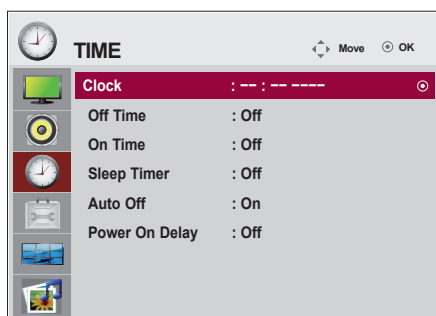 TIME Move OK
Clock : -- : -- ----
Off Time : Off
On Time : Off
Sleep Timer : Off
Auto Off : On
Power On Delay : Off